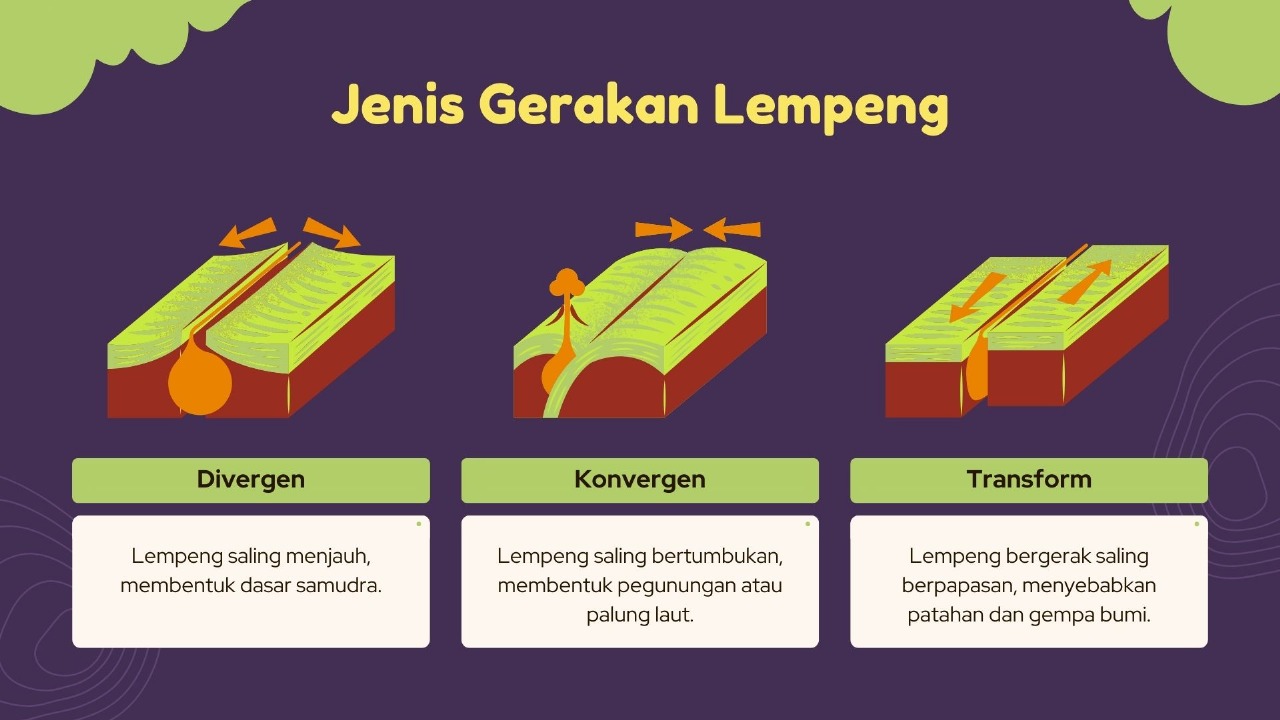 Jenis Gerakan Lempeng
Divergen
Lempeng saling menjauh,
membentuk dasar samudra.
Konvergen
Lempeng saling bertumbukan,
membentuk pegunungan atau
palung laut.
Transform
Lempeng bergerak saling
berpapasan, menyebabkan
patahan dan gempa bumi.